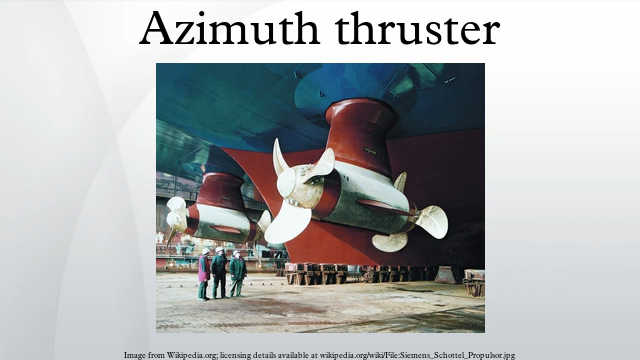 Azimuth thruster
Image from Wikipedia.org; licensing details available at wikipedia.org/wiki/File:Siemens_Schottel_Propulsor.jpg